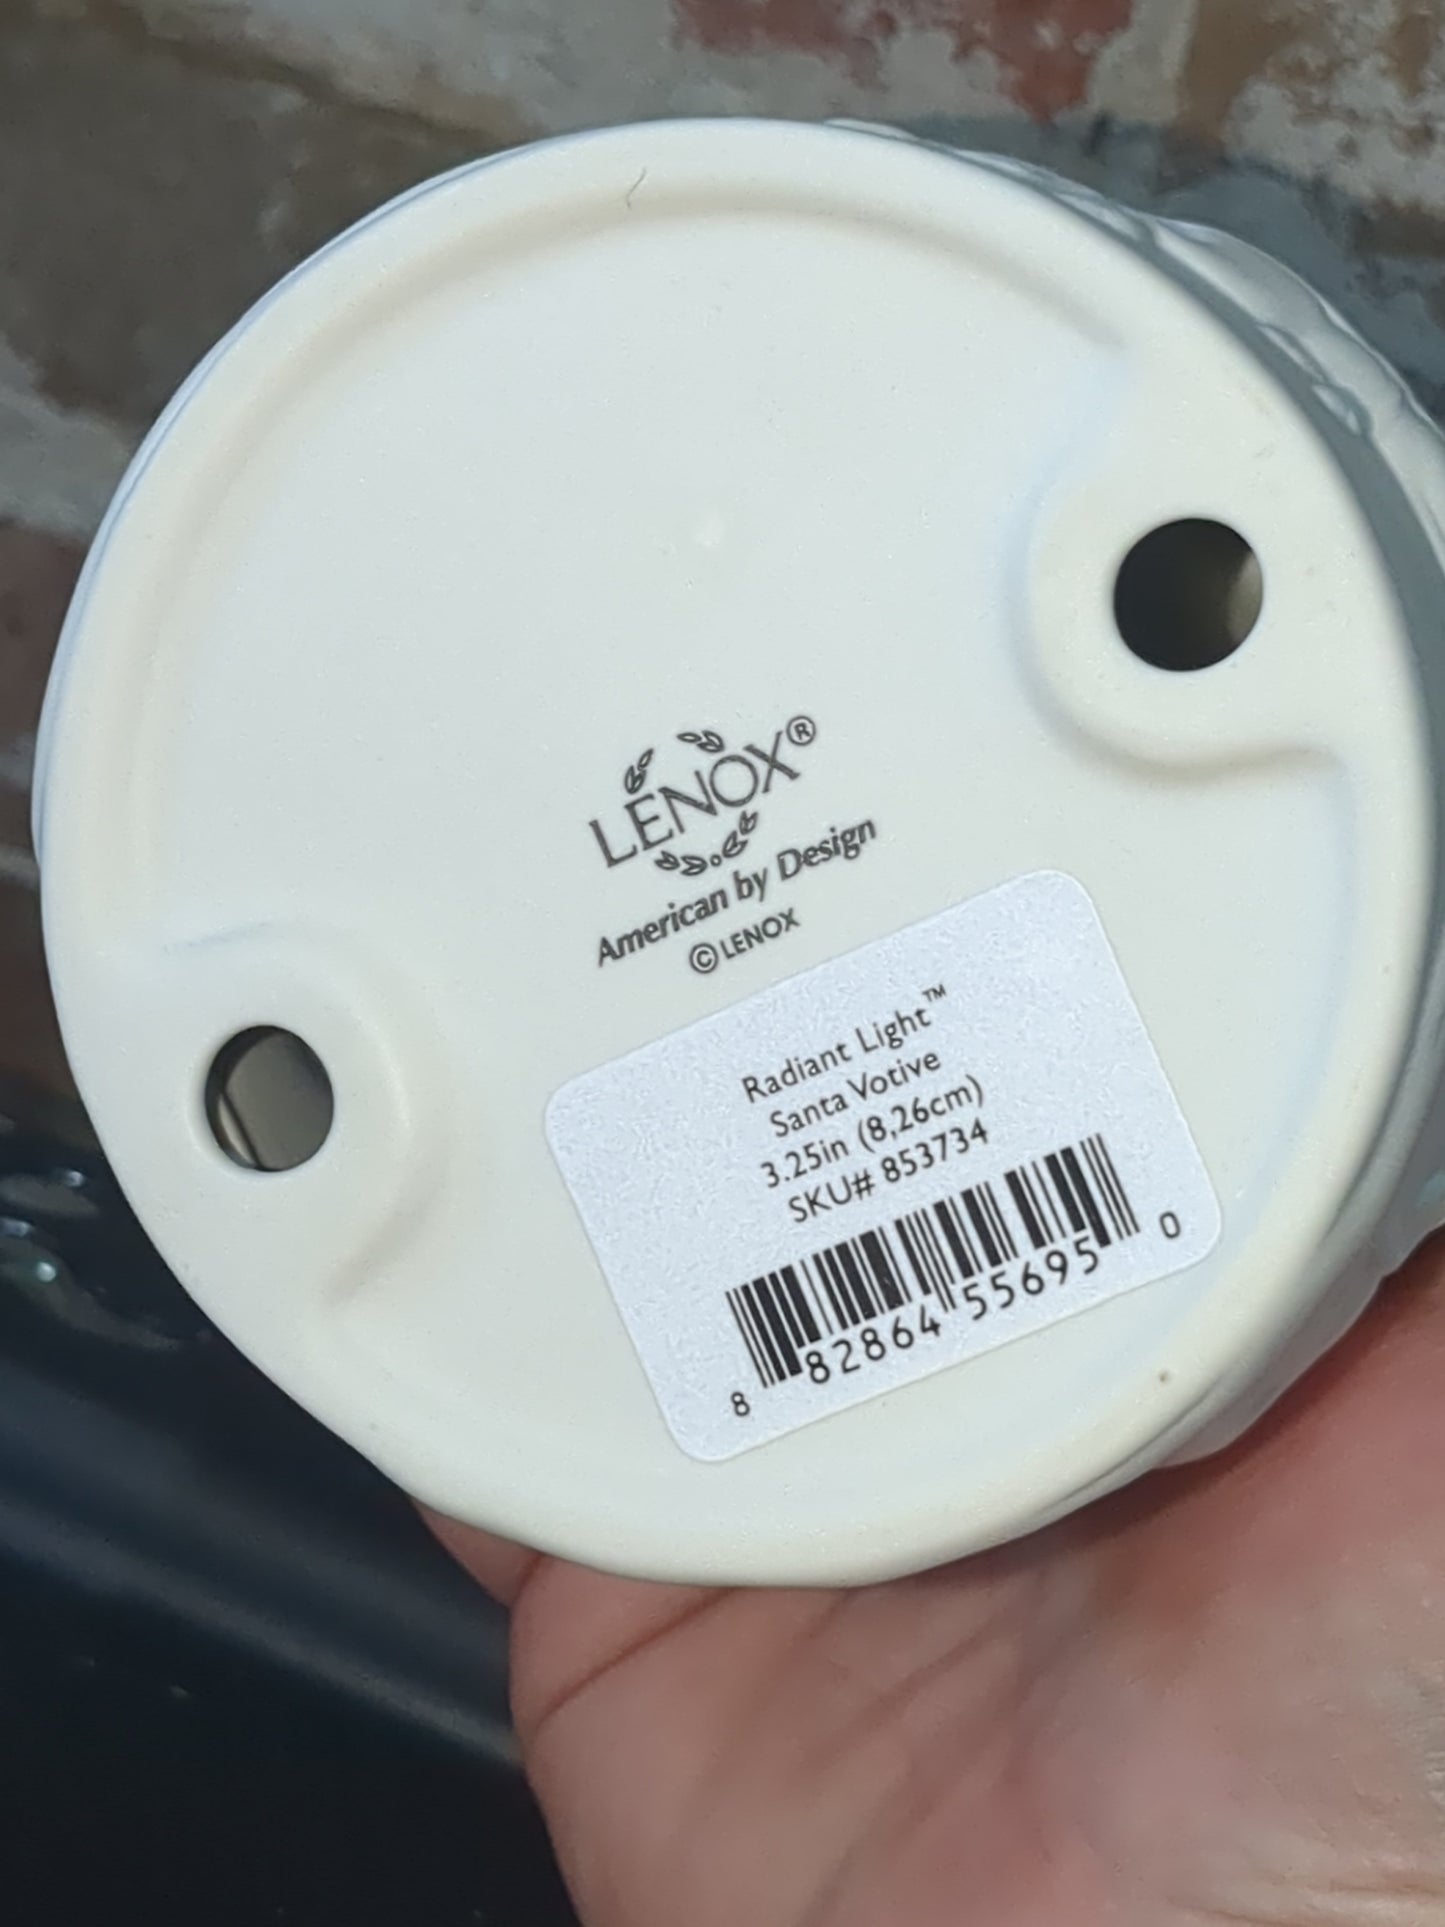 LENOX®
American by Design
© LENOX
Radiant Light™
Santa Votive
3.25in (8,26cm)
SKU# 853734
8 82864 55695 0